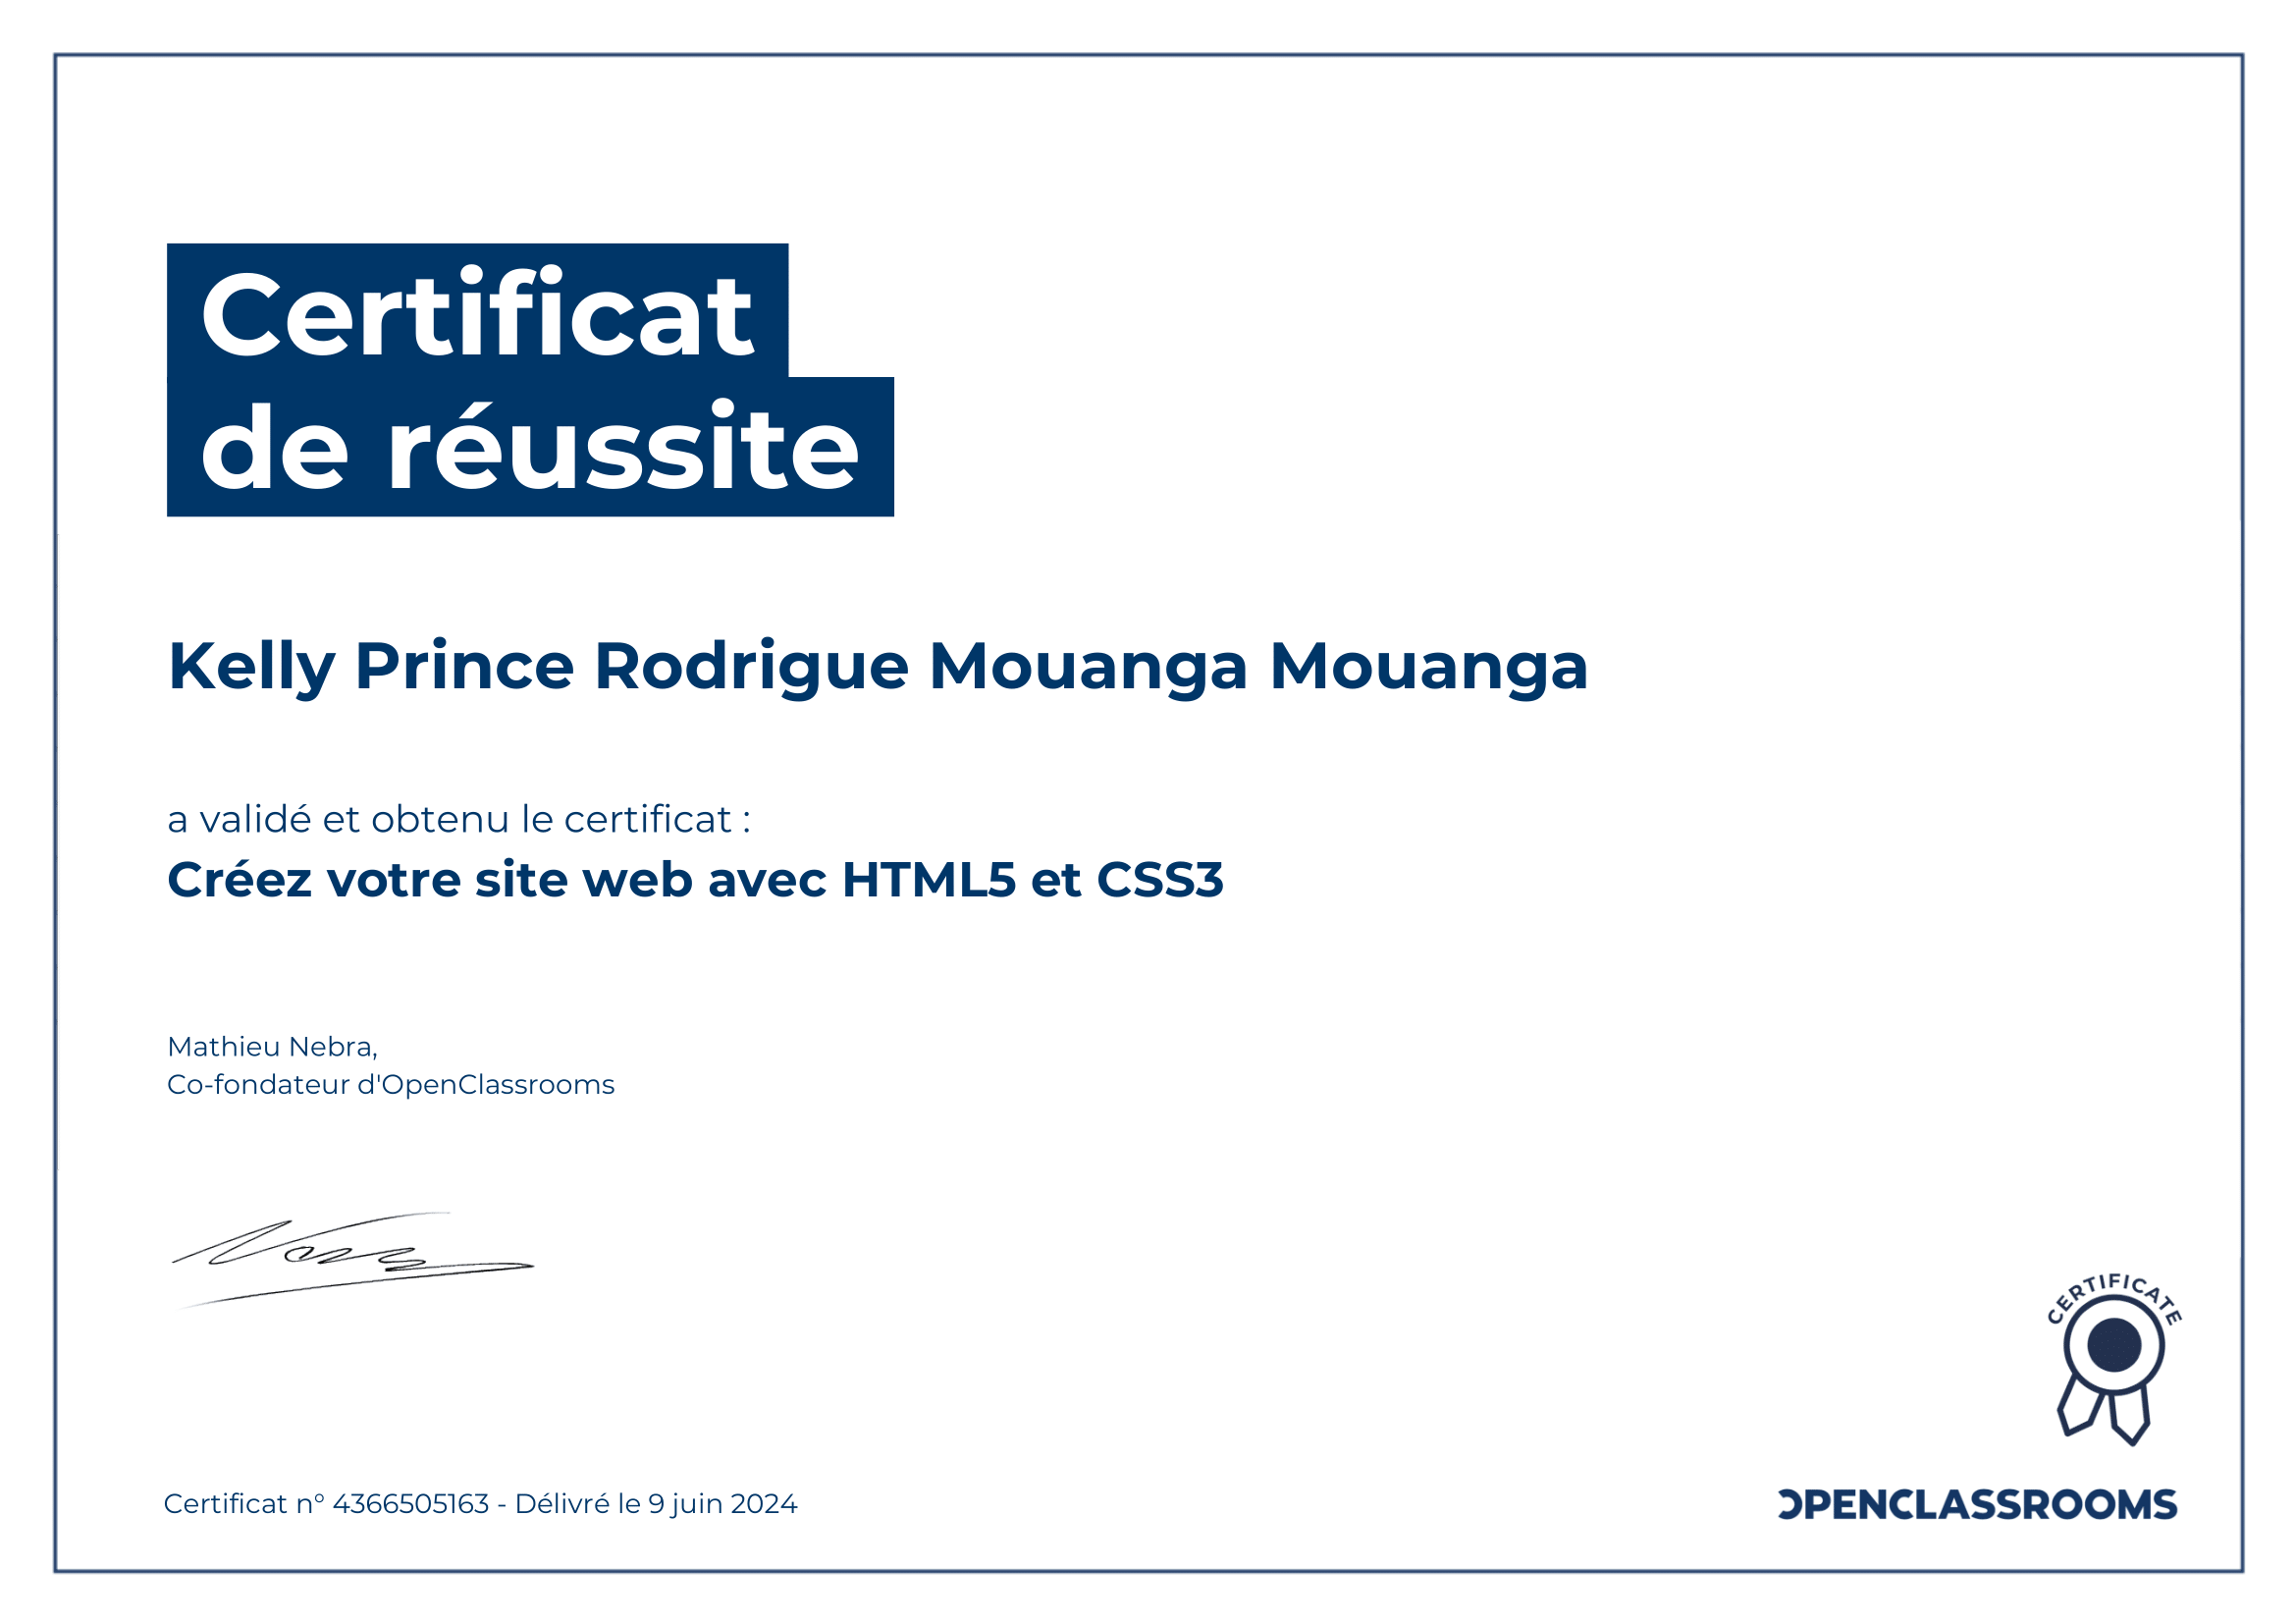 Certificat
de réussite
Kelly Prince Rodrigue Mouanga Mouanga
a validé et obtenu le certificat :
Créez votre site web avec HTML5 et CSS3
Mathieu Nebra,
Co-fondateur d'OpenClassrooms
CERTIFICATE
Certificat n° 4366505163 - Délivré le 9 juin 2024
OPENCLASSROOMS